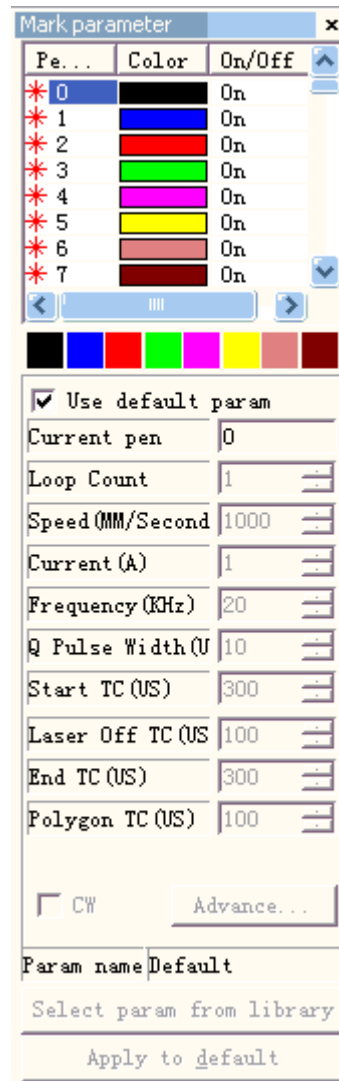 Mark parameter x
Pe... Color On/Off
0 On
1 On
2 On
3 On
4 On
5 On
6 On
7 On
Use default param
Current pen 0
Loop Count 1
Speed(MM/Second 1000
Current(A) 1
Frequency(KHz) 20
Q Pulse Width(U 10
Start TC(US) 300
Laser Off TC(US 100
End TC(US) 300
Polygon TC(US) 100
CW Advance...
Param name Default
Select param from library
Apply to default